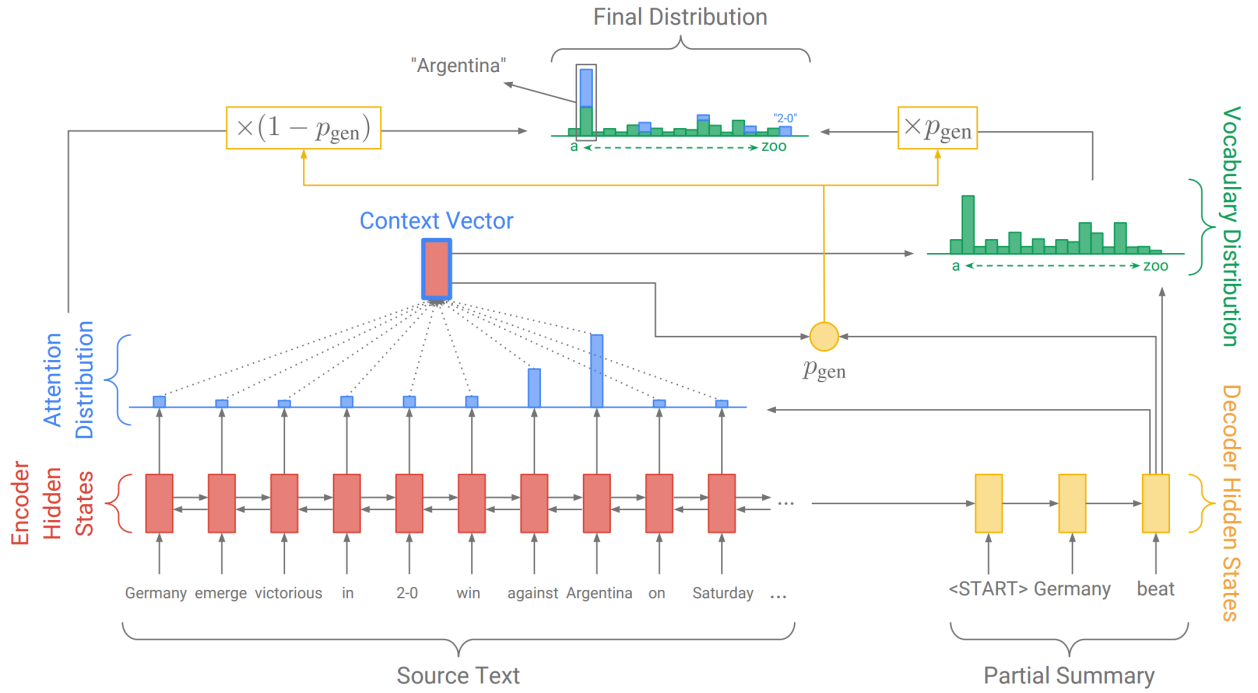 Final Distribution
"Argentina"
×(1 − p_gen)
"2-0"
×p_gen
a
zoo
Context Vector
Vocabulary Distribution
a
zoo
Attention
Distribution
p_gen
Encoder
Hidden
States
...
Decoder Hidden States
Germany emerge victorious in 2-0 win against Argentina on Saturday ...
<START> Germany beat
Source Text
Partial Summary